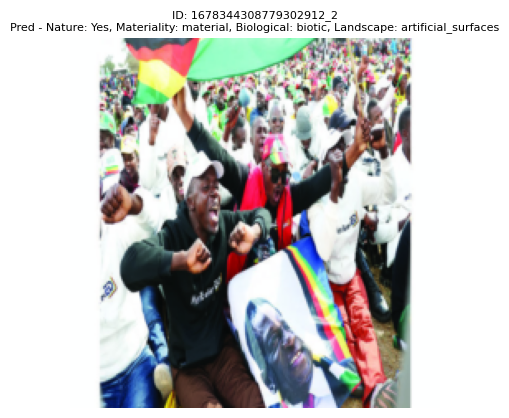 ID: 1678344308779302912_2
Pred - Nature: Yes, Materiality: material, Biological: biotic, Landscape: artificial_surfaces